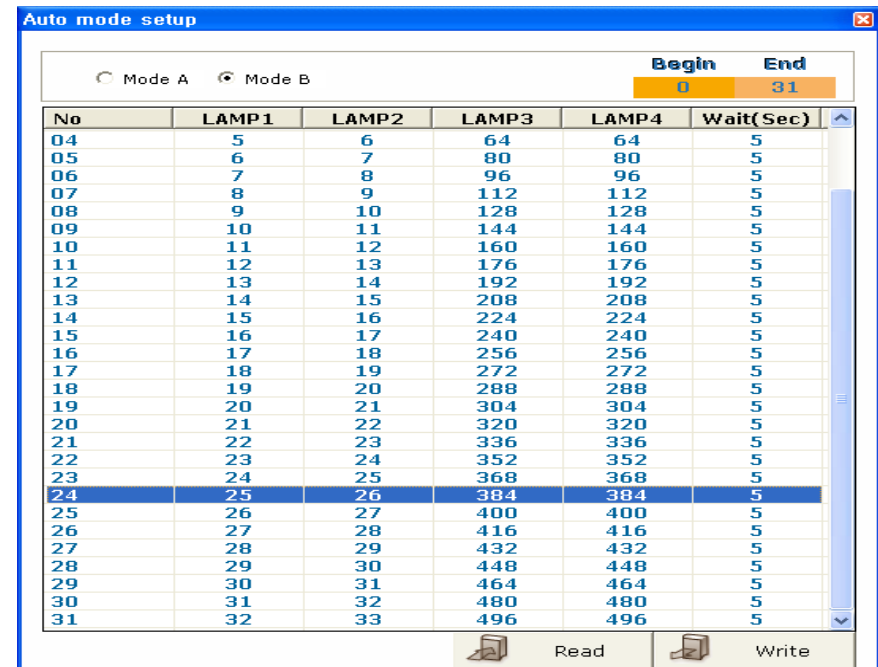 Auto mode setup
Mode A Mode B Begin End
0 31
No LAMP1 LAMP2 LAMP3 LAMP4 Wait(Sec)
04 5 6 64 64 5
05 6 7 80 80 5
06 7 8 96 96 5
07 8 9 112 112 5
08 9 10 128 128 5
09 10 11 144 144 5
10 11 12 160 160 5
11 12 13 176 176 5
12 13 14 192 192 5
13 14 15 208 208 5
14 15 16 224 224 5
15 16 17 240 240 5
16 17 18 256 256 5
17 18 19 272 272 5
18 19 20 288 288 5
19 20 21 304 304 5
20 21 22 320 320 5
21 22 23 336 336 5
22 23 24 352 352 5
23 24 25 368 368 5
24 25 26 384 384 5
25 26 27 400 400 5
26 27 28 416 416 5
27 28 29 432 432 5
28 29 30 448 448 5
29 30 31 464 464 5
30 31 32 480 480 5
31 32 33 496 496 5
Read Write